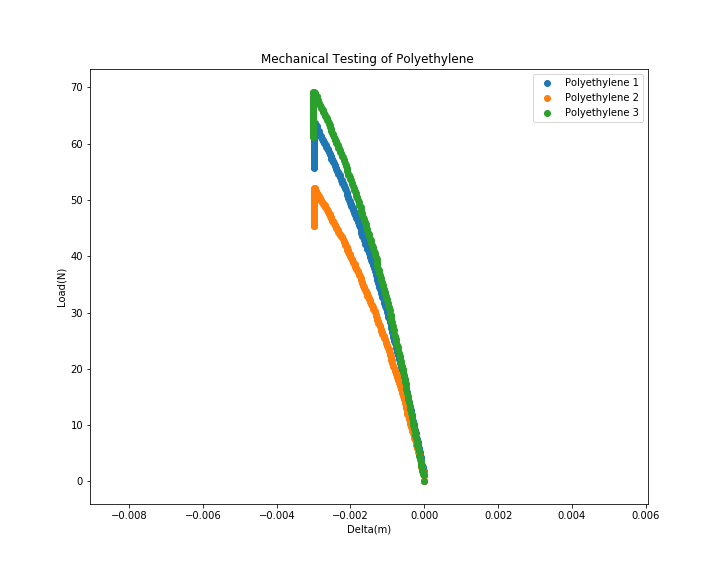 Mechanical Testing of Polyethylene
Polyethylene 1
Polyethylene 2
Polyethylene 3
Load(N)
70
60
50
40
30
20
10
0
−0.008 −0.006 −0.004 −0.002 0.000 0.002 0.004 0.006
Delta(m)